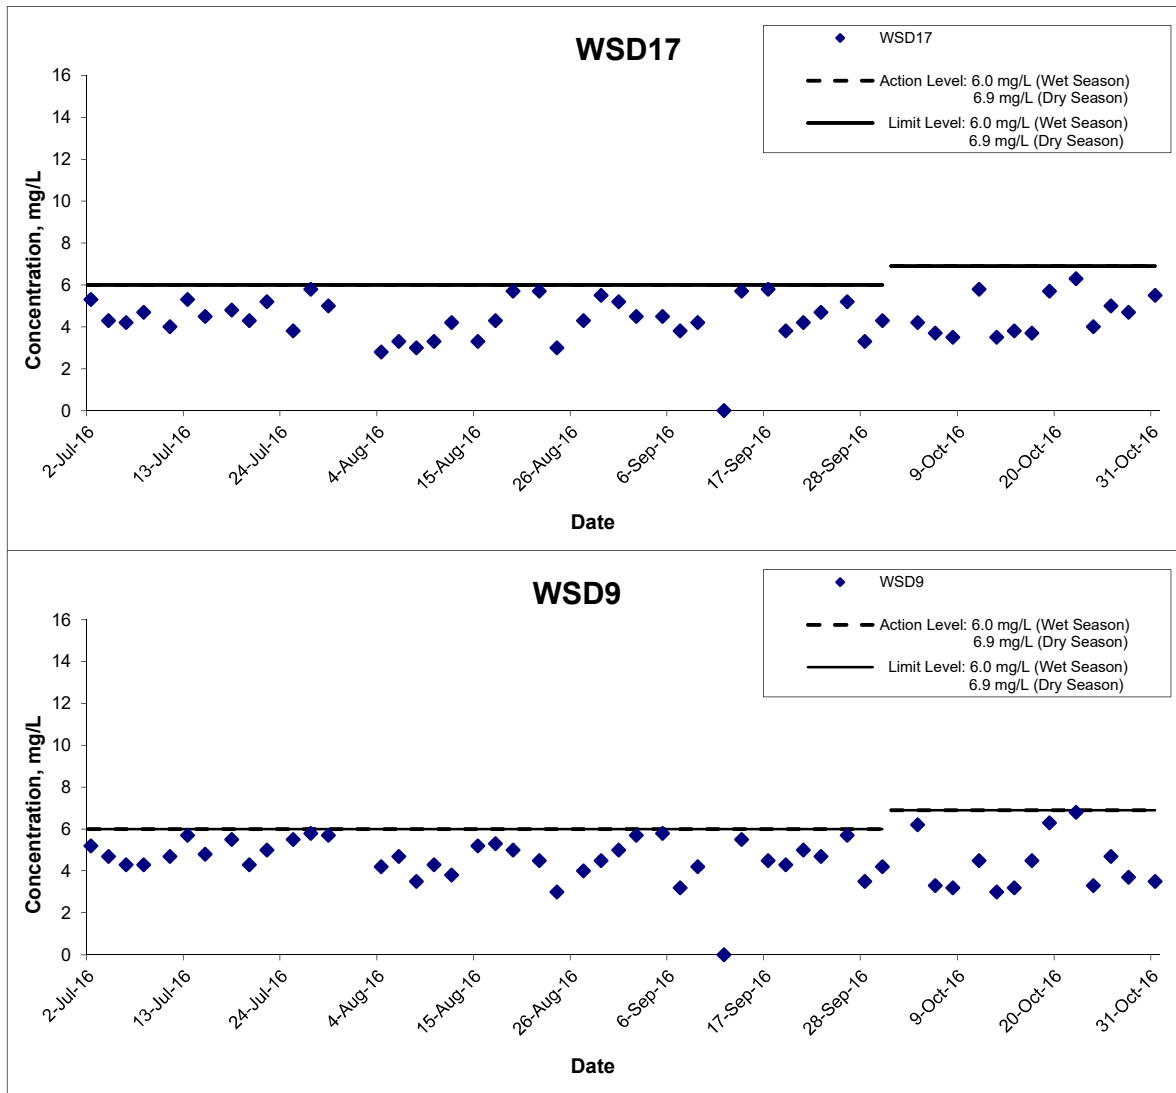 WSD17
WSD17
Action Level: 6.0 mg/L (Wet Season)
6.9 mg/L (Dry Season)
Limit Level: 6.0 mg/L (Wet Season)
6.9 mg/L (Dry Season)
Concentration, mg/L
16
14
12
10
8
6
4
2
0
2-Jul-16
13-Jul-16
24-Jul-16
4-Aug-16
15-Aug-16
26-Aug-16
6-Sep-16
17-Sep-16
28-Sep-16
9-Oct-16
20-Oct-16
31-Oct-16
Date
WSD9
WSD9
Action Level: 6.0 mg/L (Wet Season)
6.9 mg/L (Dry Season)
Limit Level: 6.0 mg/L (Wet Season)
6.9 mg/L (Dry Season)
Concentration, mg/L
16
14
12
10
8
6
4
2
0
2-Jul-16
13-Jul-16
24-Jul-16
4-Aug-16
15-Aug-16
26-Aug-16
6-Sep-16
17-Sep-16
28-Sep-16
9-Oct-16
20-Oct-16
31-Oct-16
Date